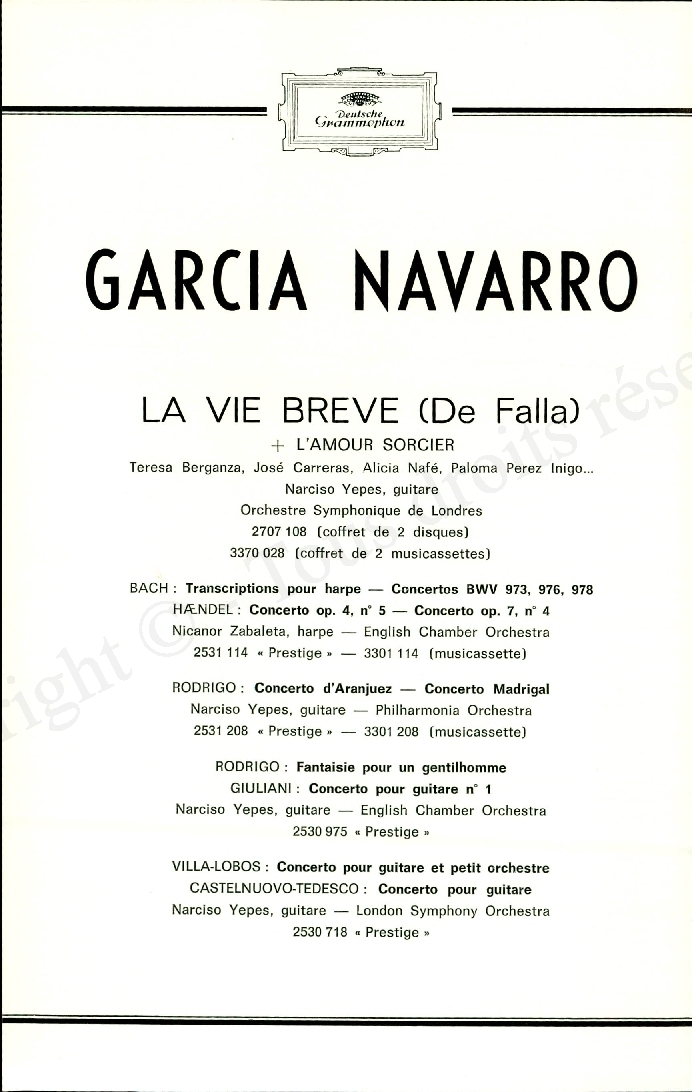 Deutsche
Grammophon
GARCIA NAVARRO
LA VIE BREVE (De Falla)
+ L'AMOUR SORCIER
Teresa Berganza, José Carreras, Alicia Nafé, Paloma Perez Inigo...
Narciso Yepes, guitare
Orchestre Symphonique de Londres
2707 108 (coffret de 2 disques)
3370 028 (coffret de 2 musicassettes)
BACH : Transcriptions pour harpe — Concertos BWV 973, 976, 978
HÆNDEL : Concerto op. 4, n° 5 — Concerto op. 7, n° 4
Nicanor Zabaleta, harpe — English Chamber Orchestra
2531 114 « Prestige » — 3301 114 (musicassette)
RODRIGO : Concerto d'Aranjuez — Concerto Madrigal
Narciso Yepes, guitare — Philharmonia Orchestra
2531 208 « Prestige » — 3301 208 (musicassette)
RODRIGO : Fantaisie pour un gentilhomme
GIULIANI : Concerto pour guitare n° 1
Narciso Yepes, guitare — English Chamber Orchestra
2530 975 « Prestige »
VILLA-LOBOS : Concerto pour guitare et petit orchestre
CASTELNUOVO-TEDESCO : Concerto pour guitare
Narciso Yepes, guitare — London Symphony Orchestra
2530 718 « Prestige »
right © - Tous droits rése